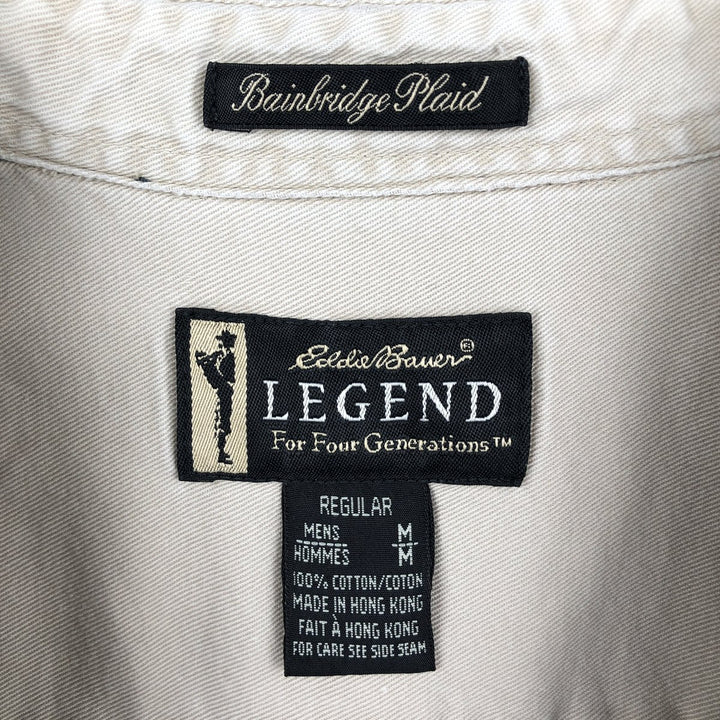 Bainbridge Plaid
Eddie Bauer®
LEGEND
For Four Generations™
REGULAR
MENS M
HOMMES M
100% COTTON/COTON
MADE IN HONG KONG
FAIT À HONG KONG
FOR CARE SEE SIDE SEAM